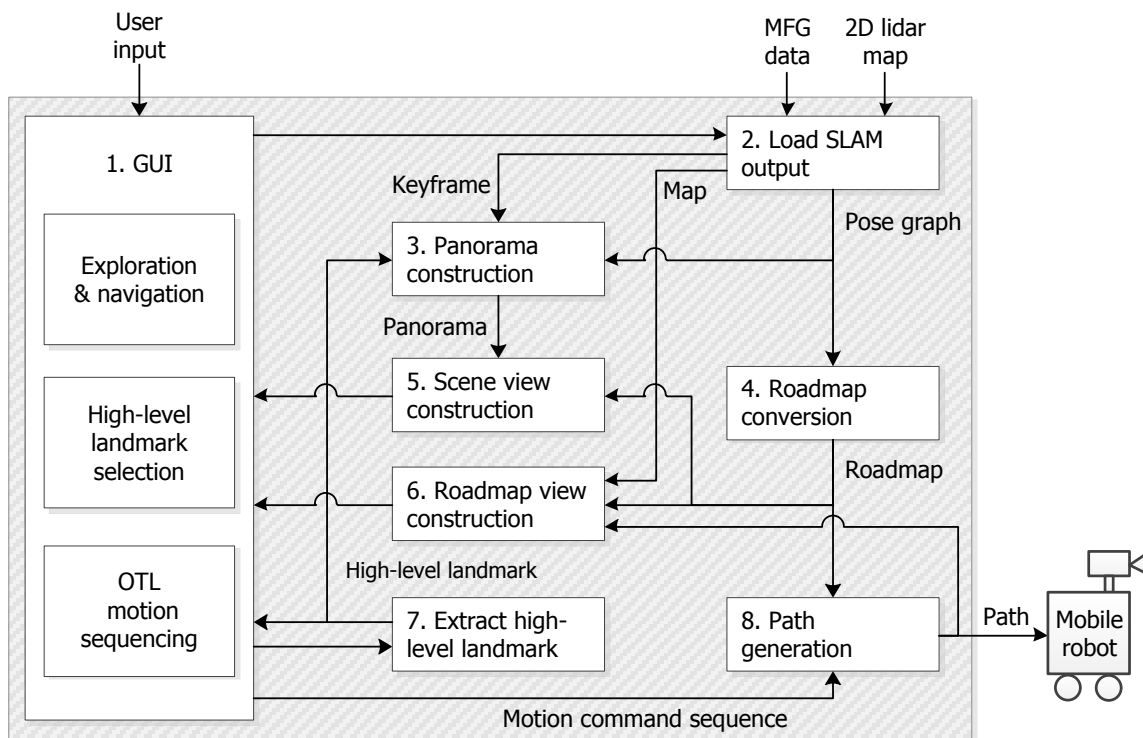 User
input
MFG
data
2D lidar
map
1. GUI
2. Load SLAM
output
Keyframe
Map
Pose graph
Exploration
& navigation
3. Panorama
construction
Panorama
High-level
landmark
selection
5. Scene view
construction
4. Roadmap
conversion
Roadmap
6. Roadmap view
construction
High-level landmark
OTL
motion
sequencing
7. Extract high-
level landmark
8. Path
generation
Path
Mobile
robot
Motion command sequence